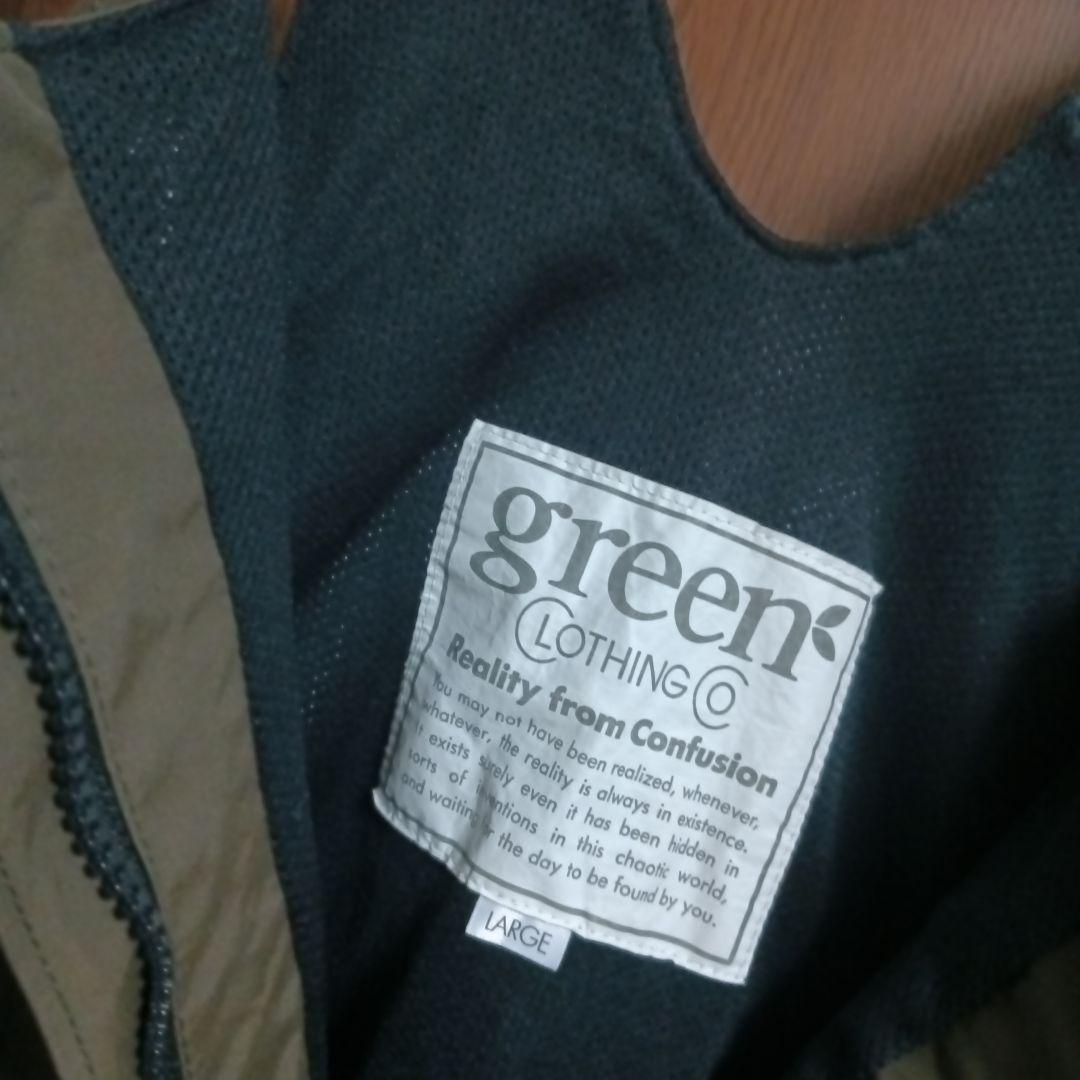 green
CLOTHING CO
Reality from Confusion
You may not have been realized, whenever,
whatever, the reality is always in existence.
It exists surely even it has been hidden in
sorts of intentions in this chaotic world,
and waiting for the day to be found by you.
LARGE